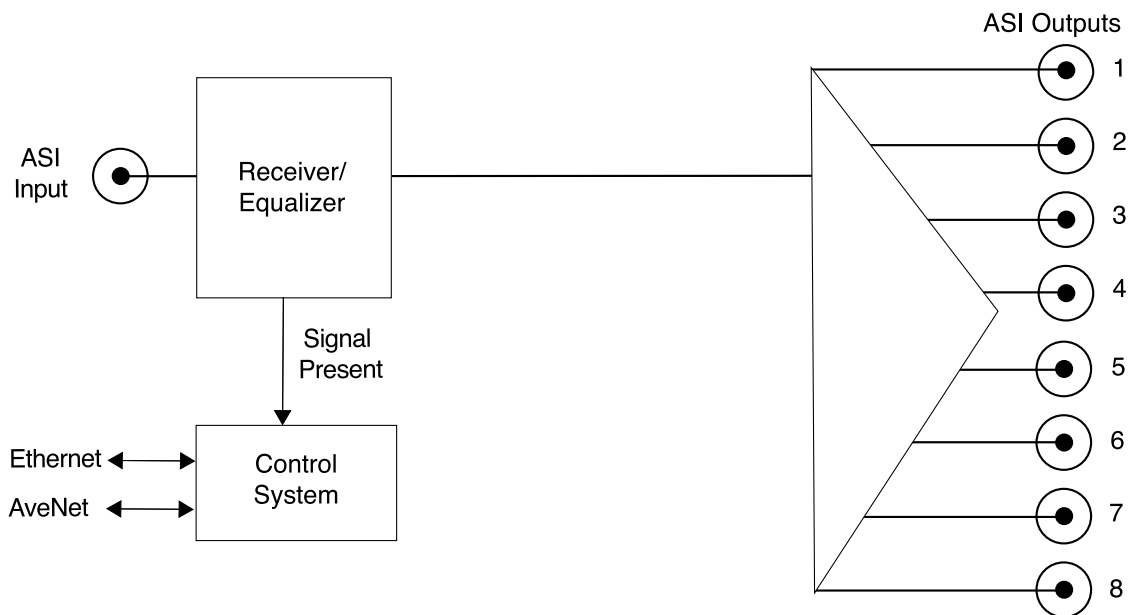 ASI Outputs
1
2
3
4
5
6
7
8
ASI
Input
Receiver/
Equalizer
Signal
Present
Control
System
Ethernet
AveNet